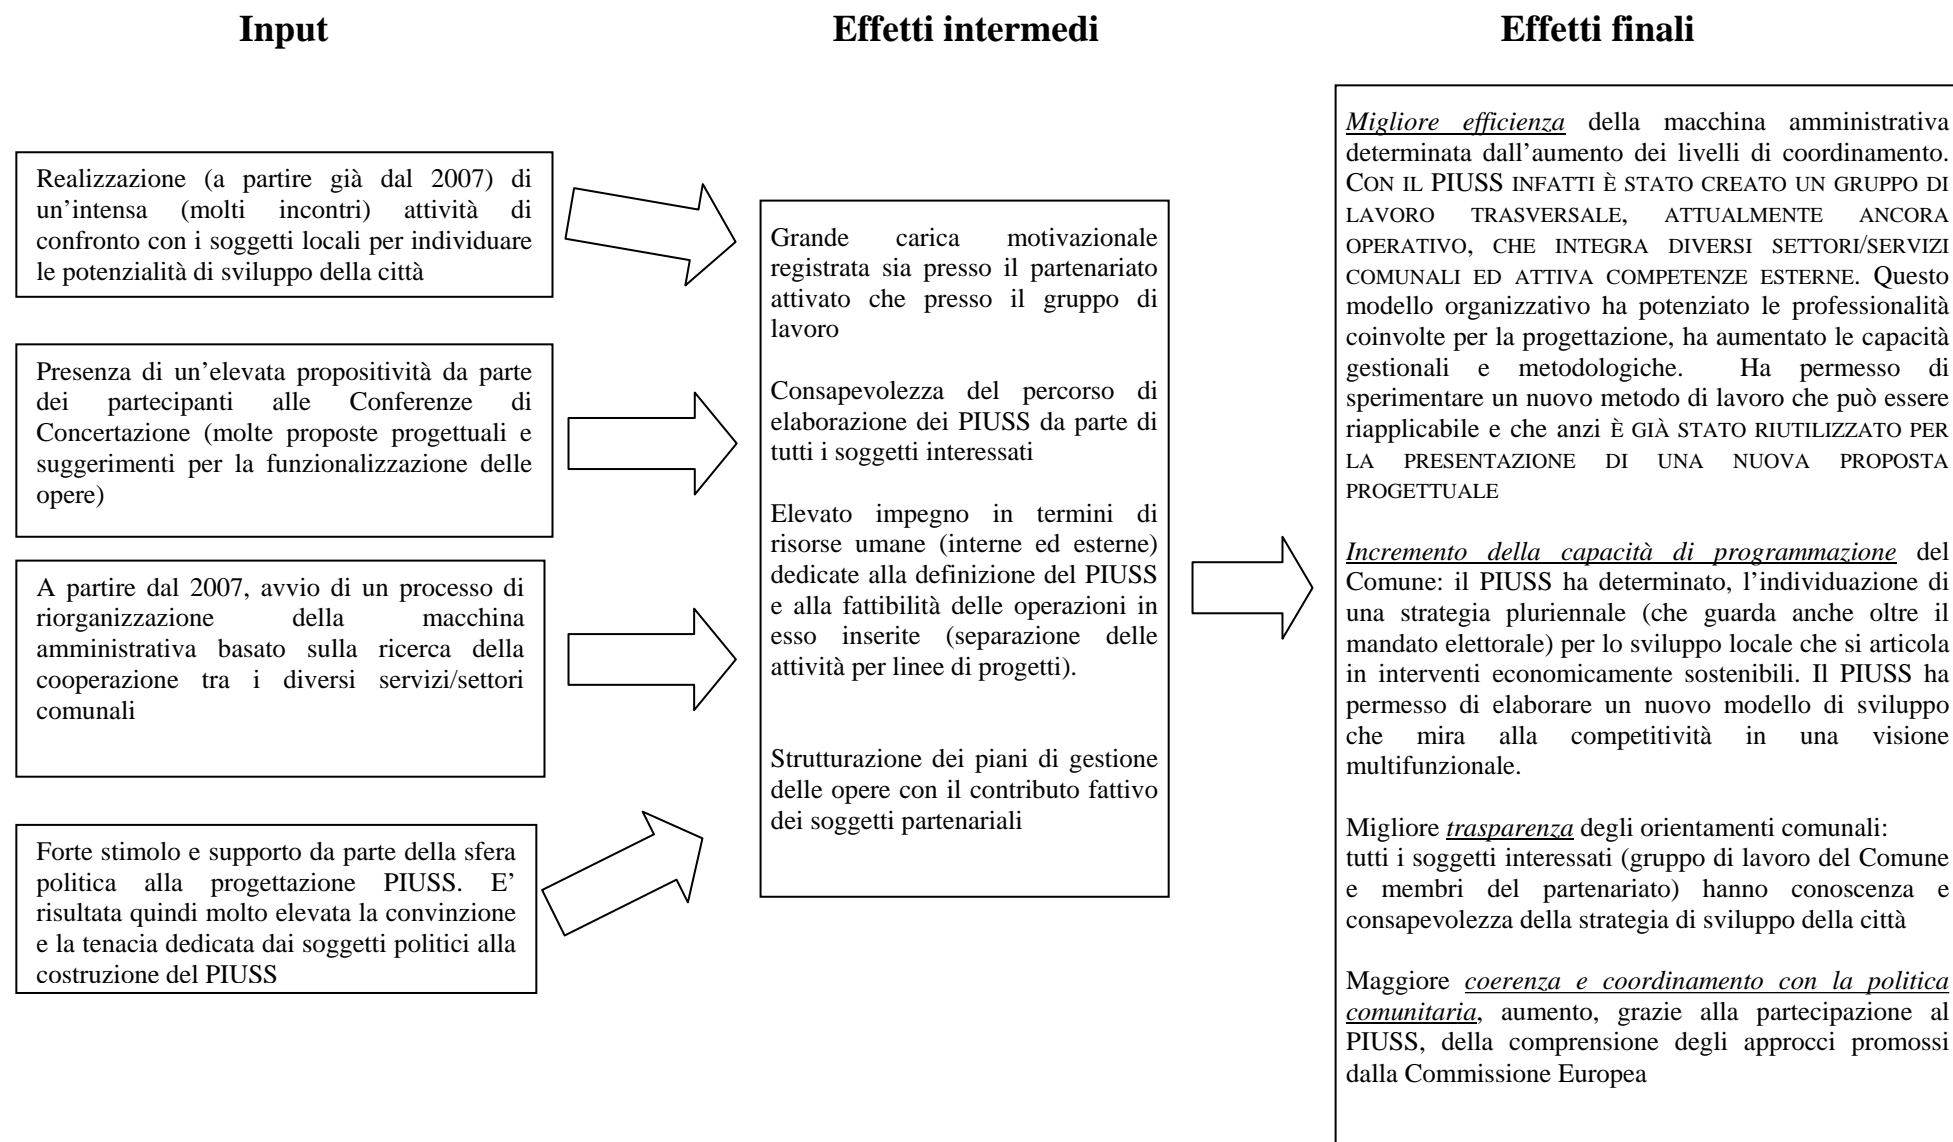 Input
Effetti intermedi
Effetti finali
Realizzazione (a partire già dal 2007) di
un'intensa (molti incontri) attività di
confronto con i soggetti locali per individuare
le potenzialità di sviluppo della città
Presenza di un'elevata propositività da parte
dei partecipanti alle Conferenze di
Concertazione (molte proposte progettuali e
suggerimenti per la funzionalizzazione delle
opere)
A partire dal 2007, avvio di un processo di
riorganizzazione della macchina
amministrativa basato sulla ricerca della
cooperazione tra i diversi servizi/settori
comunali
Forte stimolo e supporto da parte della sfera
politica alla progettazione PIUSS. E'
risultata quindi molto elevata la convinzione
e la tenacia dedicata dai soggetti politici alla
costruzione del PIUSS
Grande carica motivazionale
registrata sia presso il partenariato
attivato che presso il gruppo di
lavoro
Consapevolezza del percorso di
elaborazione dei PIUSS da parte di
tutti i soggetti interessati
Elevato impegno in termini di
risorse umane (interne ed esterne)
dedicate alla definizione del PIUSS
e alla fattibilità delle operazioni in
esso inserite (separazione delle
attività per linee di progetti).
Strutturazione dei piani di gestione
delle opere con il contributo fattivo
dei soggetti partenariali
Migliore efficienza della macchina amministrativa
determinata dall'aumento dei livelli di coordinamento.
CON IL PIUSS INFATTI È STATO CREATO UN GRUPPO DI
LAVORO TRASVERSALE, ATTUALMENTE ANCORA
OPERATIVO, CHE INTEGRA DIVERSI SETTORI/SERVIZI
COMUNALI ED ATTIVA COMPETENZE ESTERNE. Questo
modello organizzativo ha potenziato le professionalità
coinvolte per la progettazione, ha aumentato le capacità
gestionali e metodologiche. Ha permesso di
sperimentare un nuovo metodo di lavoro che può essere
riapplicabile e che anzi È GIÀ STATO RIUTILIZZATO PER
LA PRESENTAZIONE DI UNA NUOVA PROPOSTA
PROGETTUALE
Incremento della capacità di programmazione del
Comune: il PIUSS ha determinato, l'individuazione di
una strategia pluriennale (che guarda anche oltre il
mandato elettorale) per lo sviluppo locale che si articola
in interventi economicamente sostenibili. Il PIUSS ha
permesso di elaborare un nuovo modello di sviluppo
che mira alla competitività in una visione
multifunzionale.
Migliore trasparenza degli orientamenti comunali:
tutti i soggetti interessati (gruppo di lavoro del Comune
e membri del partenariato) hanno conoscenza e
consapevolezza della strategia di sviluppo della città
Maggiore coerenza e coordinamento con la politica
comunitaria, aumento, grazie alla partecipazione al
PIUSS, della comprensione degli approcci promossi
dalla Commissione Europea